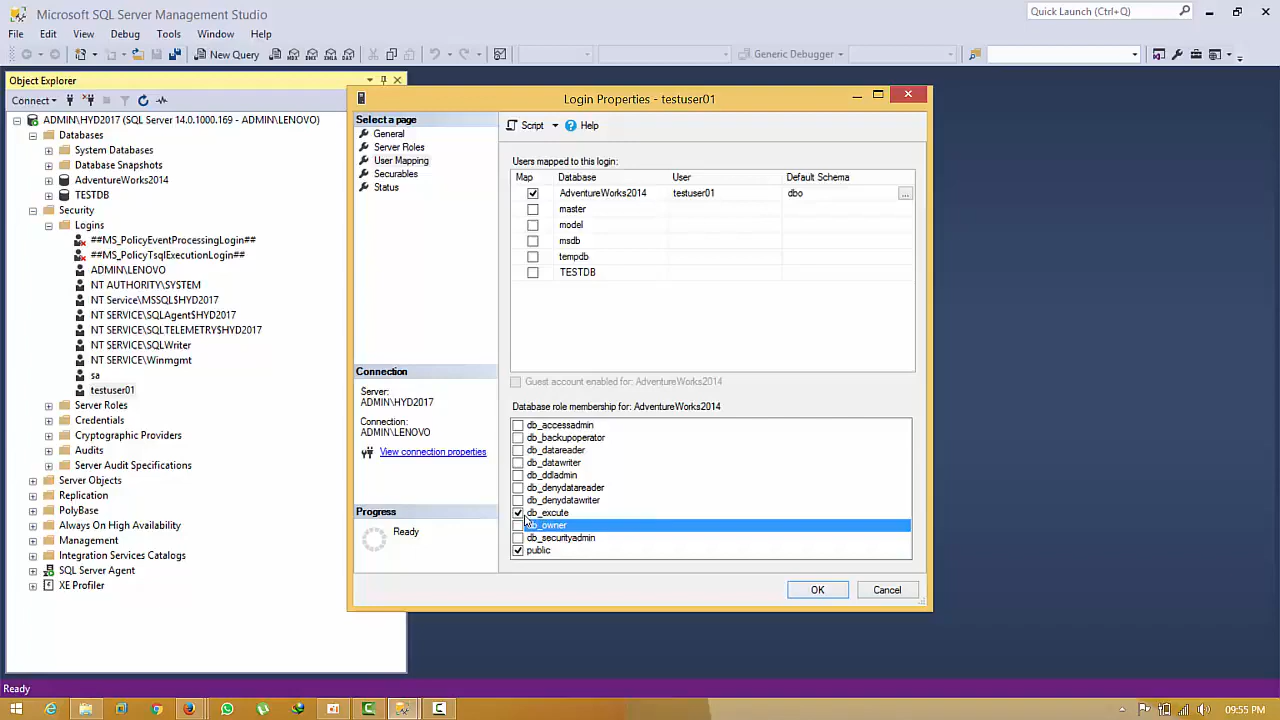 Microsoft SQL Server Management Studio
Quick Launch (Ctrl+Q)
File Edit View Debug Tools Window Help
New Query
Generic Debugger
Object Explorer
Connect
ADMIN\HYD2017 (SQL Server 14.0.1000.169 - ADMIN\LENOVO)
Databases
System Databases
Database Snapshots
AdventureWorks2014
TESTDB
Security
Logins
##MS_PolicyEventProcessingLogin##
##MS_PolicyTsqlExecutionLogin##
ADMIN\LENOVO
NT AUTHORITY\SYSTEM
NT Service\MSSQL$HYD2017
NT SERVICE\SQLAgent$HYD2017
NT SERVICE\SQLTELEMETRY$HYD2017
NT SERVICE\SQLWriter
NT SERVICE\Winmgmt
sa
testuser01
Server Roles
Credentials
Cryptographic Providers
Audits
Server Audit Specifications
Server Objects
Replication
PolyBase
Always On High Availability
Management
Integration Services Catalogs
SQL Server Agent
XE Profiler
Login Properties - testuser01
Select a page
General
Server Roles
User Mapping
Securables
Status
Connection
Server:
ADMIN\HYD2017
Connection:
ADMIN\LENOVO
View connection properties
Progress
Ready
Script Help
Users mapped to this login:
Map Database User Default Schema
AdventureWorks2014 testuser01 dbo ...
master
model
msdb
tempdb
TESTDB
Guest account enabled for: AdventureWorks2014
Database role membership for: AdventureWorks2014
db_accessadmin
db_backupoperator
db_datareader
db_datawriter
db_ddladmin
db_denydatareader
db_denydatawriter
db_excute
db_owner
db_securityadmin
public
OK Cancel
Ready
09:55 PM